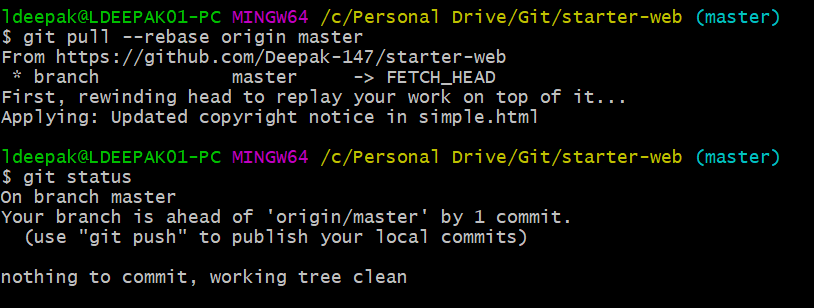 ldeepak@LDEEPAK01-PC MINGW64 /c/Personal Drive/Git/starter-web (master)
$ git pull --rebase origin master
From https://github.com/Deepak-147/starter-web
 * branch            master     -> FETCH_HEAD
First, rewinding head to replay your work on top of it...
Applying: Updated copyright notice in simple.html

ldeepak@LDEEPAK01-PC MINGW64 /c/Personal Drive/Git/starter-web (master)
$ git status
On branch master
Your branch is ahead of 'origin/master' by 1 commit.
  (use "git push" to publish your local commits)

nothing to commit, working tree clean